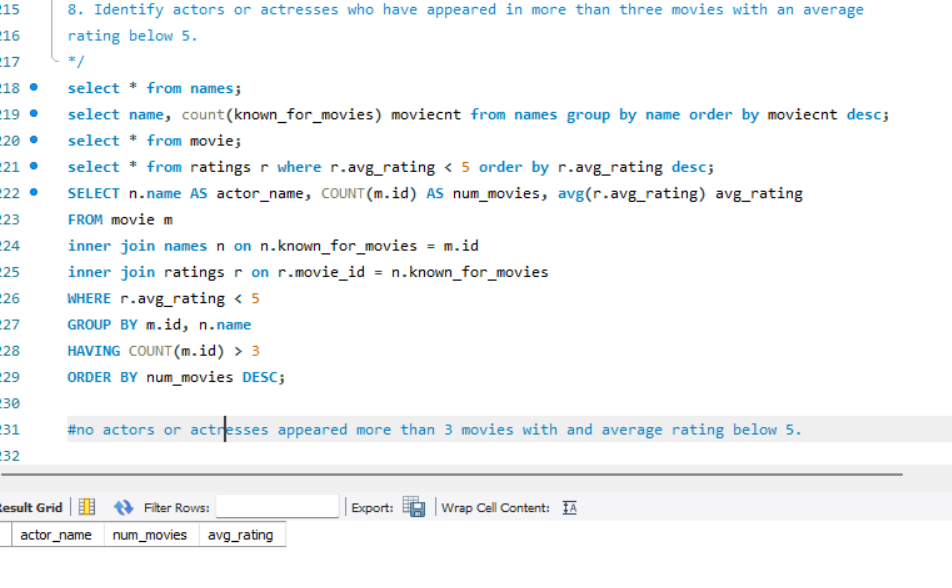 215 8. Identify actors or actresses who have appeared in more than three movies with an average
216 rating below 5.
217 */
218 select * from names;
219 select name, count(known_for_movies) moviecnt from names group by name order by moviecnt desc;
220 select * from movie;
221 select * from ratings r where r.avg_rating < 5 order by r.avg_rating desc;
222 SELECT n.name AS actor_name, COUNT(m.id) AS num_movies, avg(r.avg_rating) avg_rating
223 FROM movie m
224 inner join names n on n.known_for_movies = m.id
225 inner join ratings r on r.movie_id = n.known_for_movies
226 WHERE r.avg_rating < 5
227 GROUP BY m.id, n.name
228 HAVING COUNT(m.id) > 3
229 ORDER BY num_movies DESC;
230
231 #no actors or actresses appeared more than 3 movies with and average rating below 5.
232
Result Grid Filter Rows: Export: Wrap Cell Content: IA
actor_name num_movies avg_rating